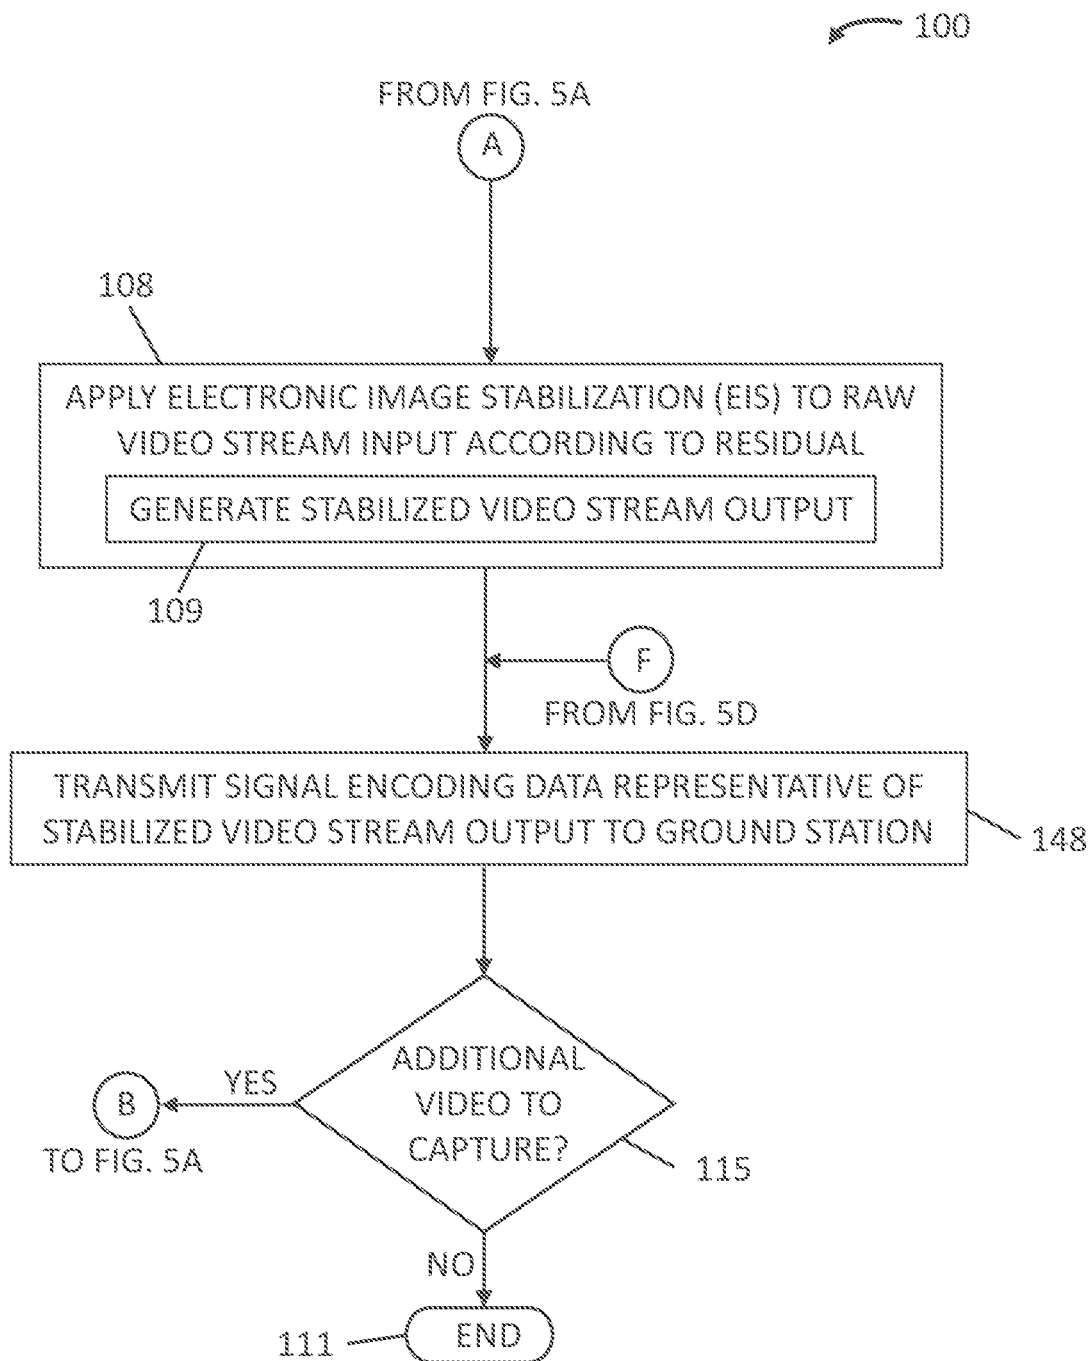 100
FROM FIG. 5A
A
108
APPLY ELECTRONIC IMAGE STABILIZATION (EIS) TO RAW
VIDEO STREAM INPUT ACCORDING TO RESIDUAL
GENERATE STABILIZED VIDEO STREAM OUTPUT
109
F
FROM FIG. 5D
TRANSMIT SIGNAL ENCODING DATA REPRESENTATIVE OF
STABILIZED VIDEO STREAM OUTPUT TO GROUND STATION
148
ADDITIONAL
VIDEO TO
CAPTURE?
YES
B
TO FIG. 5A
115
NO
END
111